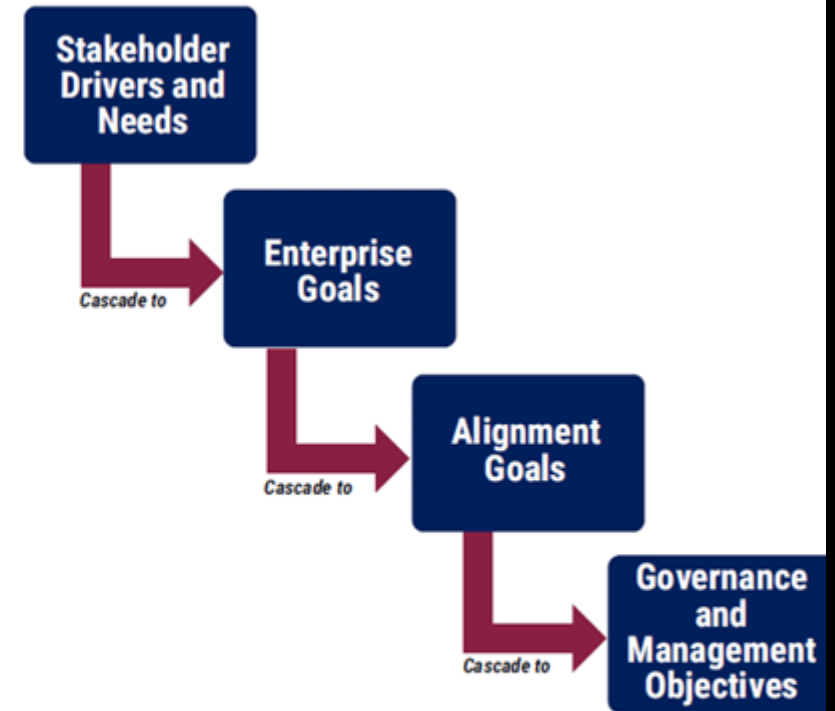 Stakeholder
Drivers and
Needs
Cascade to
Enterprise
Goals
Cascade to
Alignment
Goals
Cascade to
Governance
and
Management
Objectives